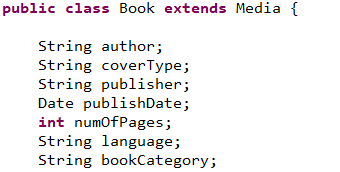 public class Book extends Media {
String author;
String coverType;
String publisher;
Date publishDate;
int numOfPages;
String language;
String bookCategory;